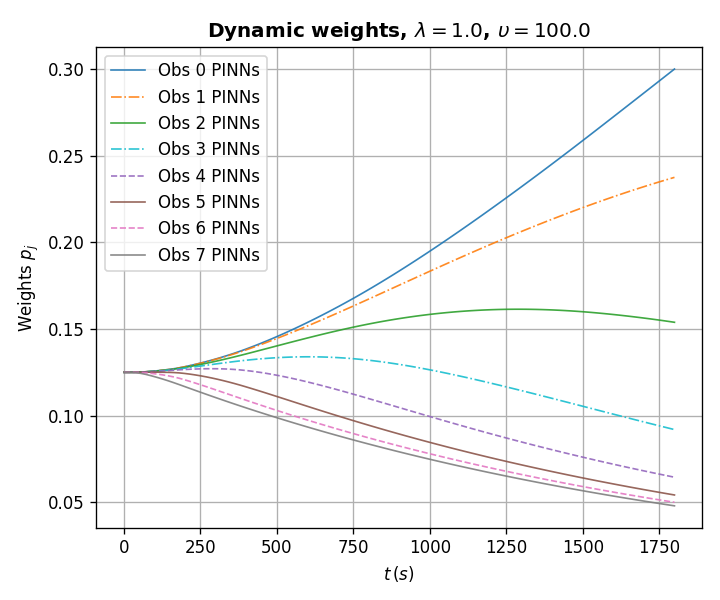 Dynamic weights, λ = 1.0, υ = 100.0
Obs 0 PINNs
Obs 1 PINNs
Obs 2 PINNs
Obs 3 PINNs
Obs 4 PINNs
Obs 5 PINNs
Obs 6 PINNs
Obs 7 PINNs
Weights p_j
0.30
0.25
0.20
0.15
0.10
0.05
0 250 500 750 1000 1250 1500 1750
t (s)